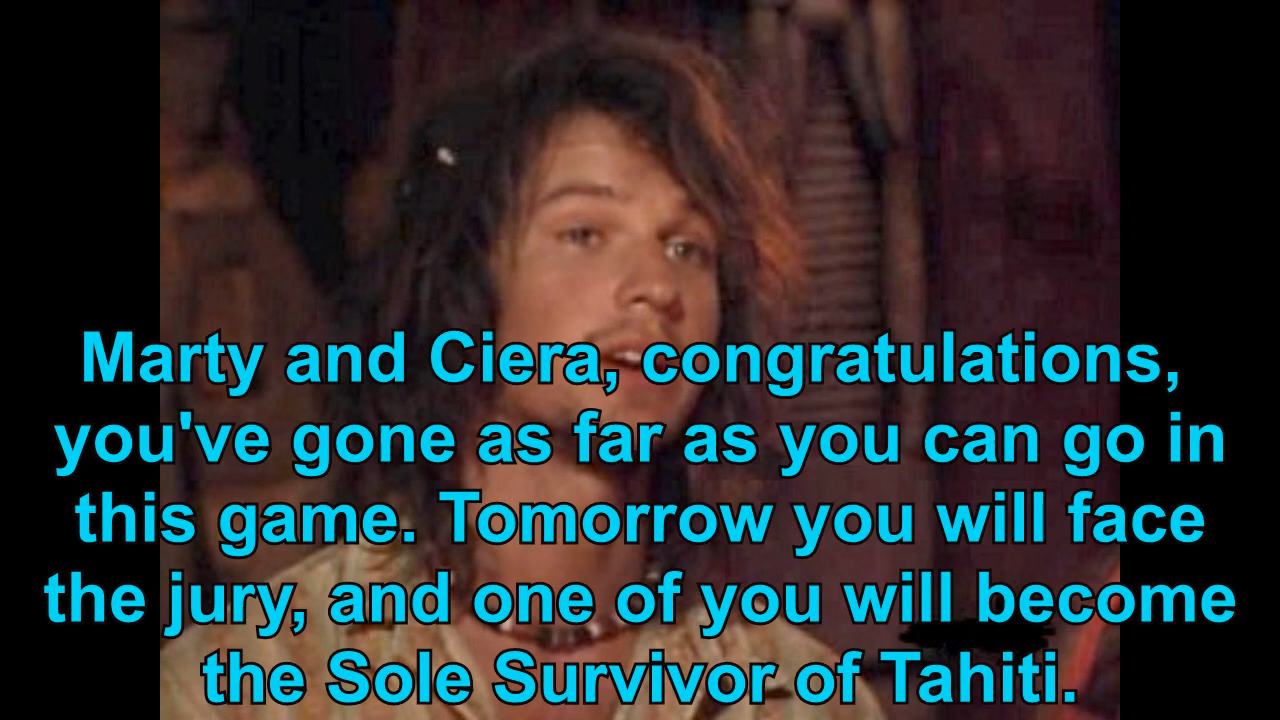 Marty and Ciera, congratulations,
you've gone as far as you can go in
this game. Tomorrow you will face
the jury, and one of you will become
the Sole Survivor of Tahiti.